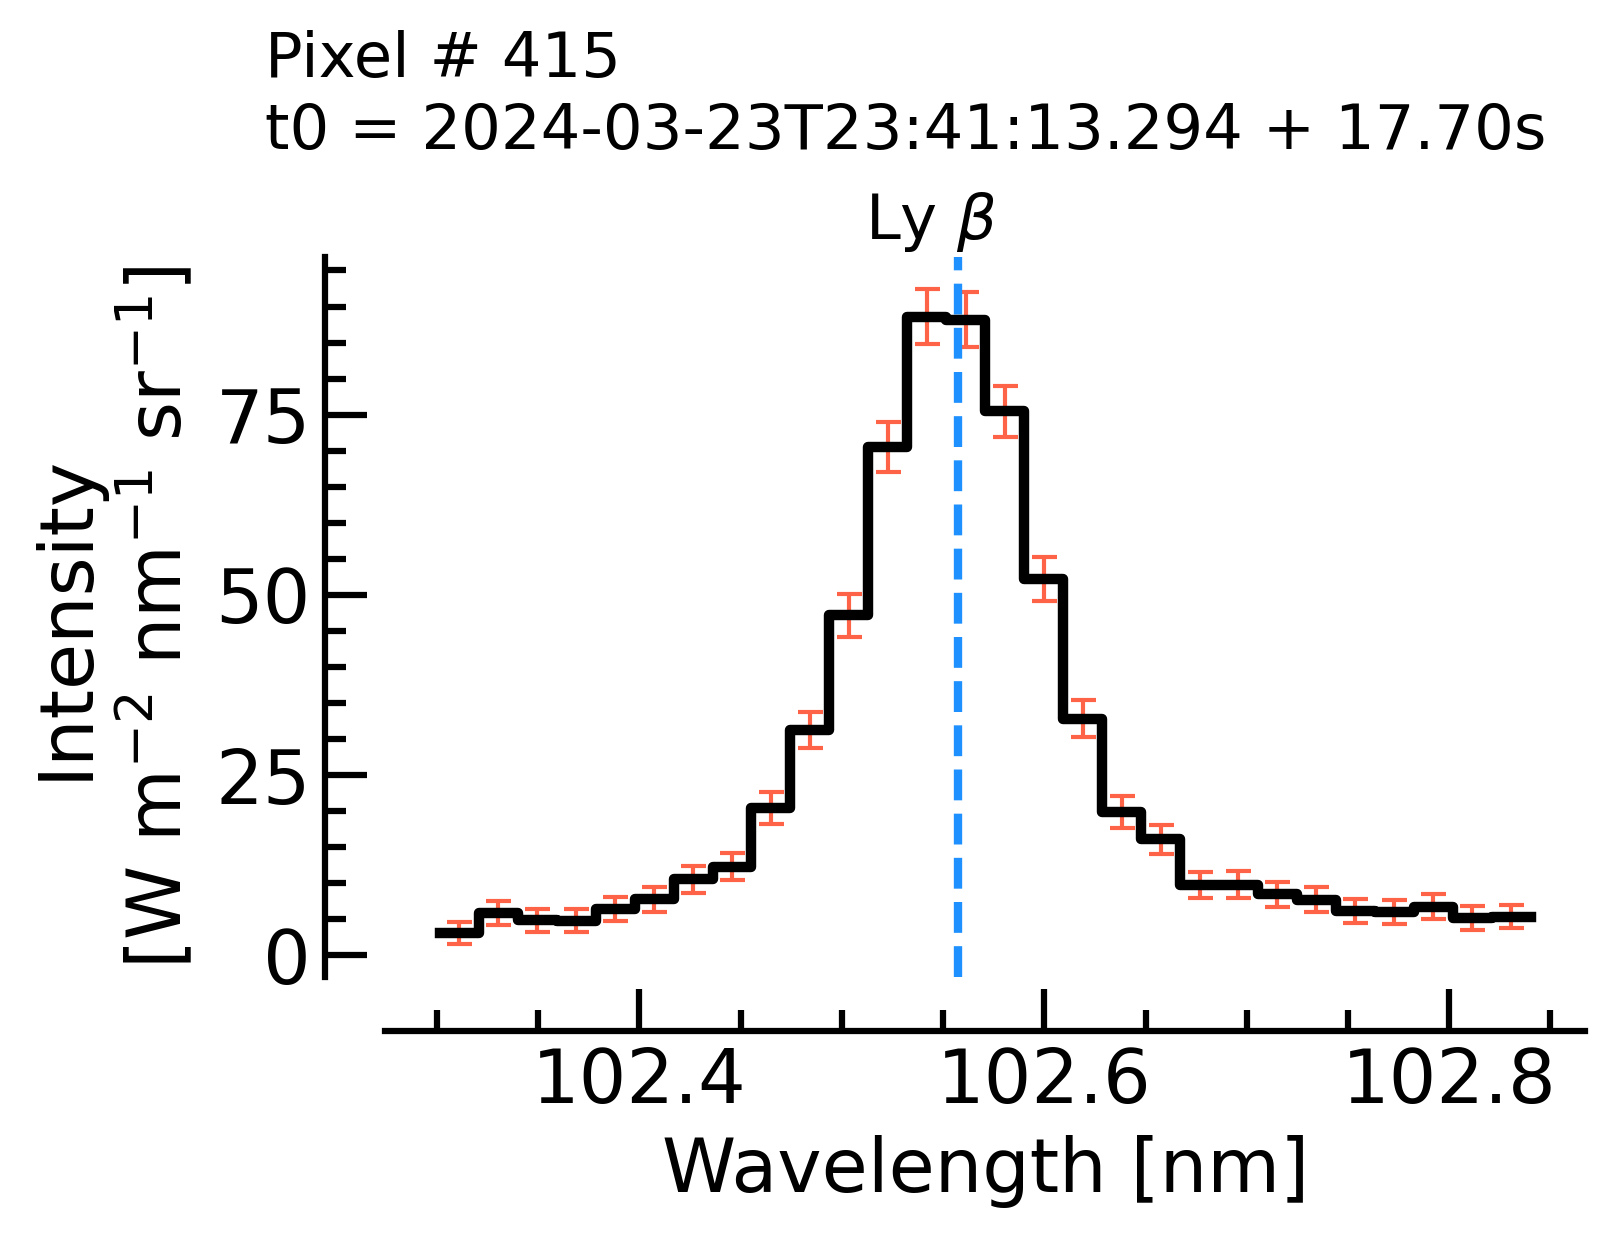 Pixel # 415
t0 = 2024-03-23T23:41:13.294 + 17.70s
Ly β
Intensity
[W m⁻² nm⁻¹ sr⁻¹]
75
50
25
0
102.4 102.6 102.8
Wavelength [nm]